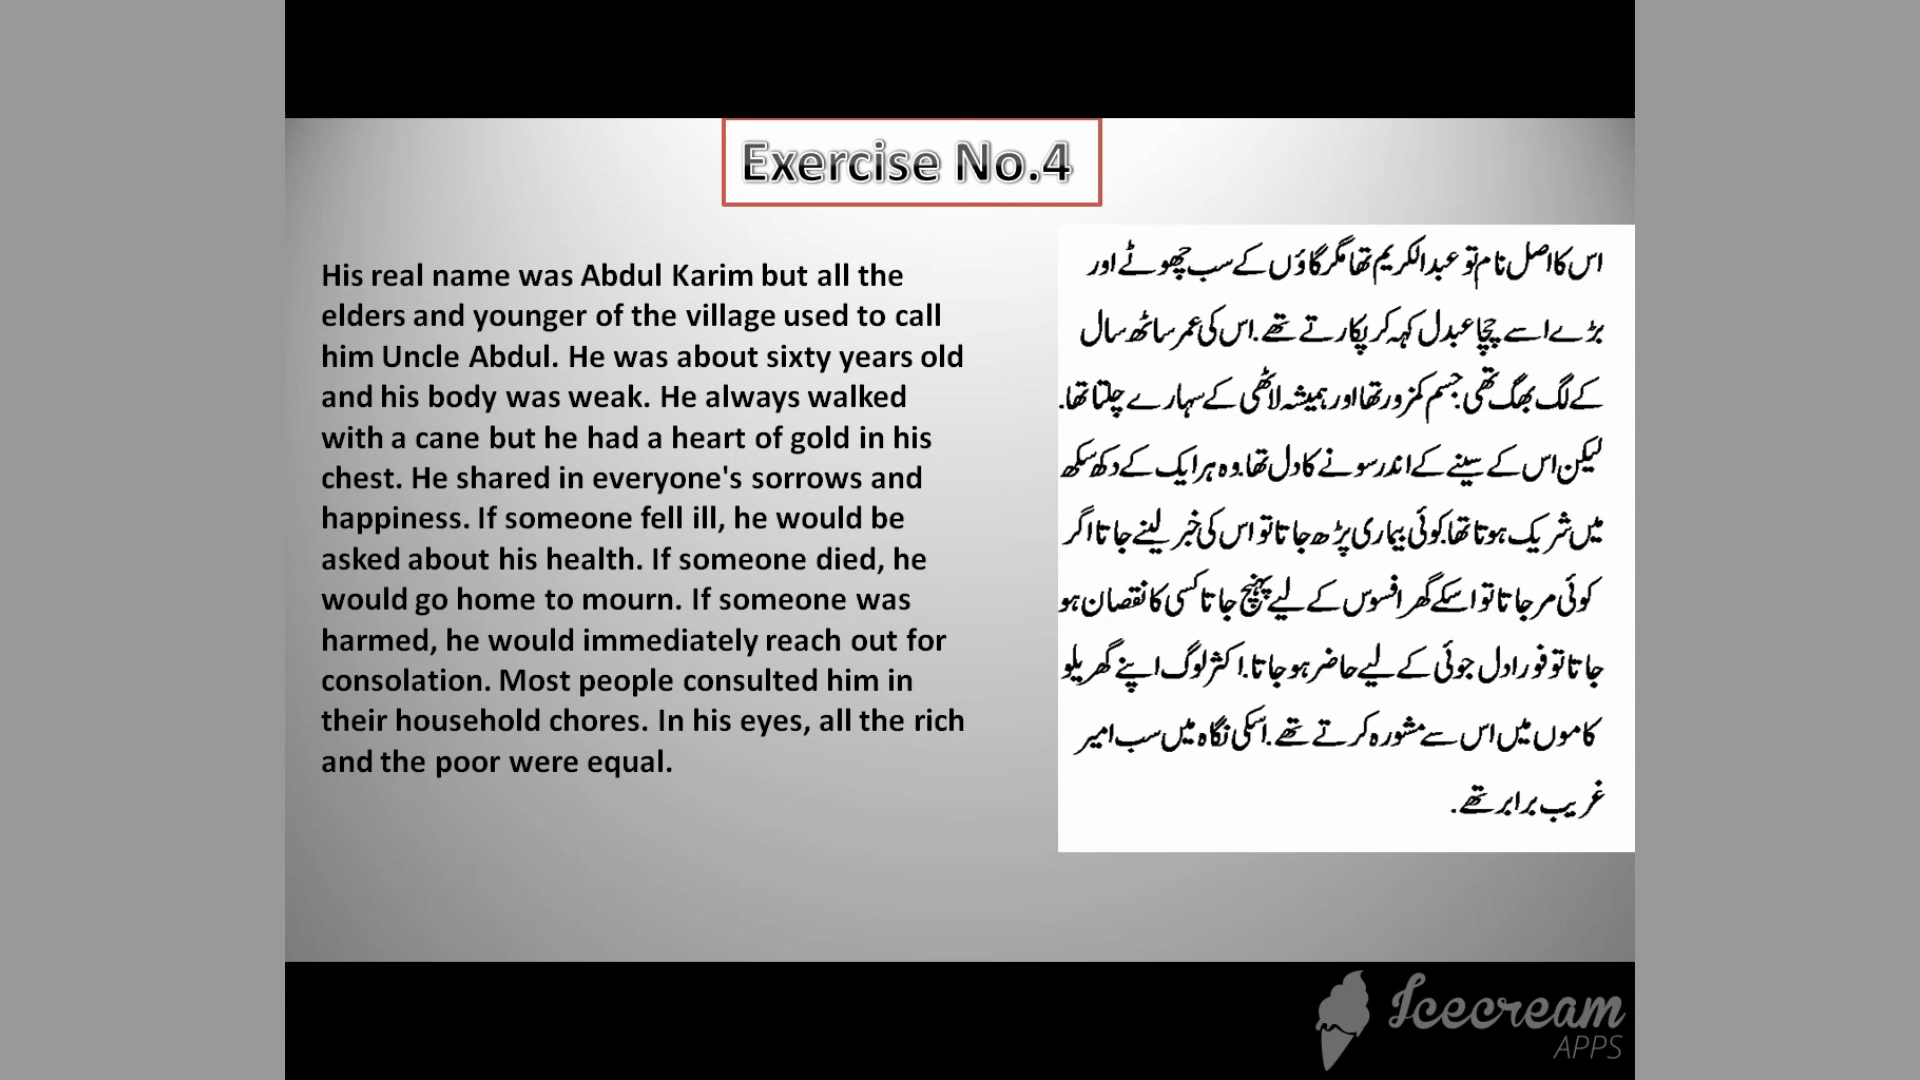 Exercise No.4
His real name was Abdul Karim but all the
elders and younger of the village used to call
him Uncle Abdul. He was about sixty years old
and his body was weak. He always walked
with a cane but he had a heart of gold in his
chest. He shared in everyone's sorrows and
happiness. If someone fell ill, he would be
asked about his health. If someone died, he
would go home to mourn. If someone was
harmed, he would immediately reach out for
consolation. Most people consulted him in
their household chores. In his eyes, all the rich
and the poor were equal.
اس کا اصل نام تو عبدالکریم تھا مگر گاؤں کے سب چھوٹے اور
بڑے اسے چچا عبدل کہہ کر پکارتے تھے. اس کی عمر ساٹھ سال
کے لگ بھگ تھی. جسم کمزور تھا اور ہمیشہ لاٹھی کے سہارے چلتا تھا.
لیکن اس کے سینے کے اندر سونے کا دل تھا. وہ ہر ایک کے دکھ سکھ
میں شریک ہوتا تھا. کوئی بیماری پڑھ جاتا تو اس کی خبر لینے جاتا اگر
کوئی مر جاتا تو اسکے گھر افسوس کے لیے پہنچ جاتا کسی کا نقصان ہو
جاتا تو فورا دل جوئی کے لیے حاضر ہو جاتا. اکثر لوگ اپنے گھریلو
کاموں میں اس سے مشورہ کرتے تھے. اسکی نگاہ میں سب امیر
غریب برابر تھے.
Icecream
APPS